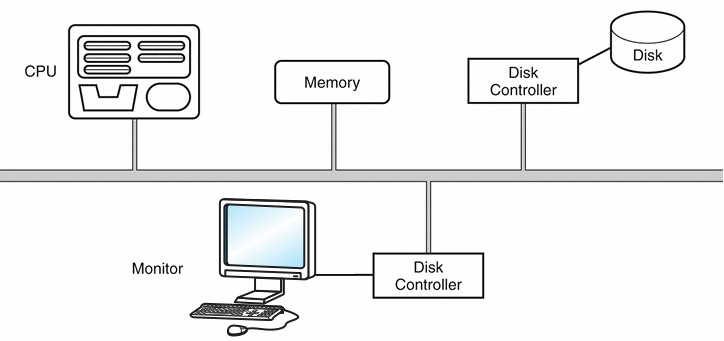 CPU
Memory
Disk
Controller
Disk
Monitor
Disk
Controller